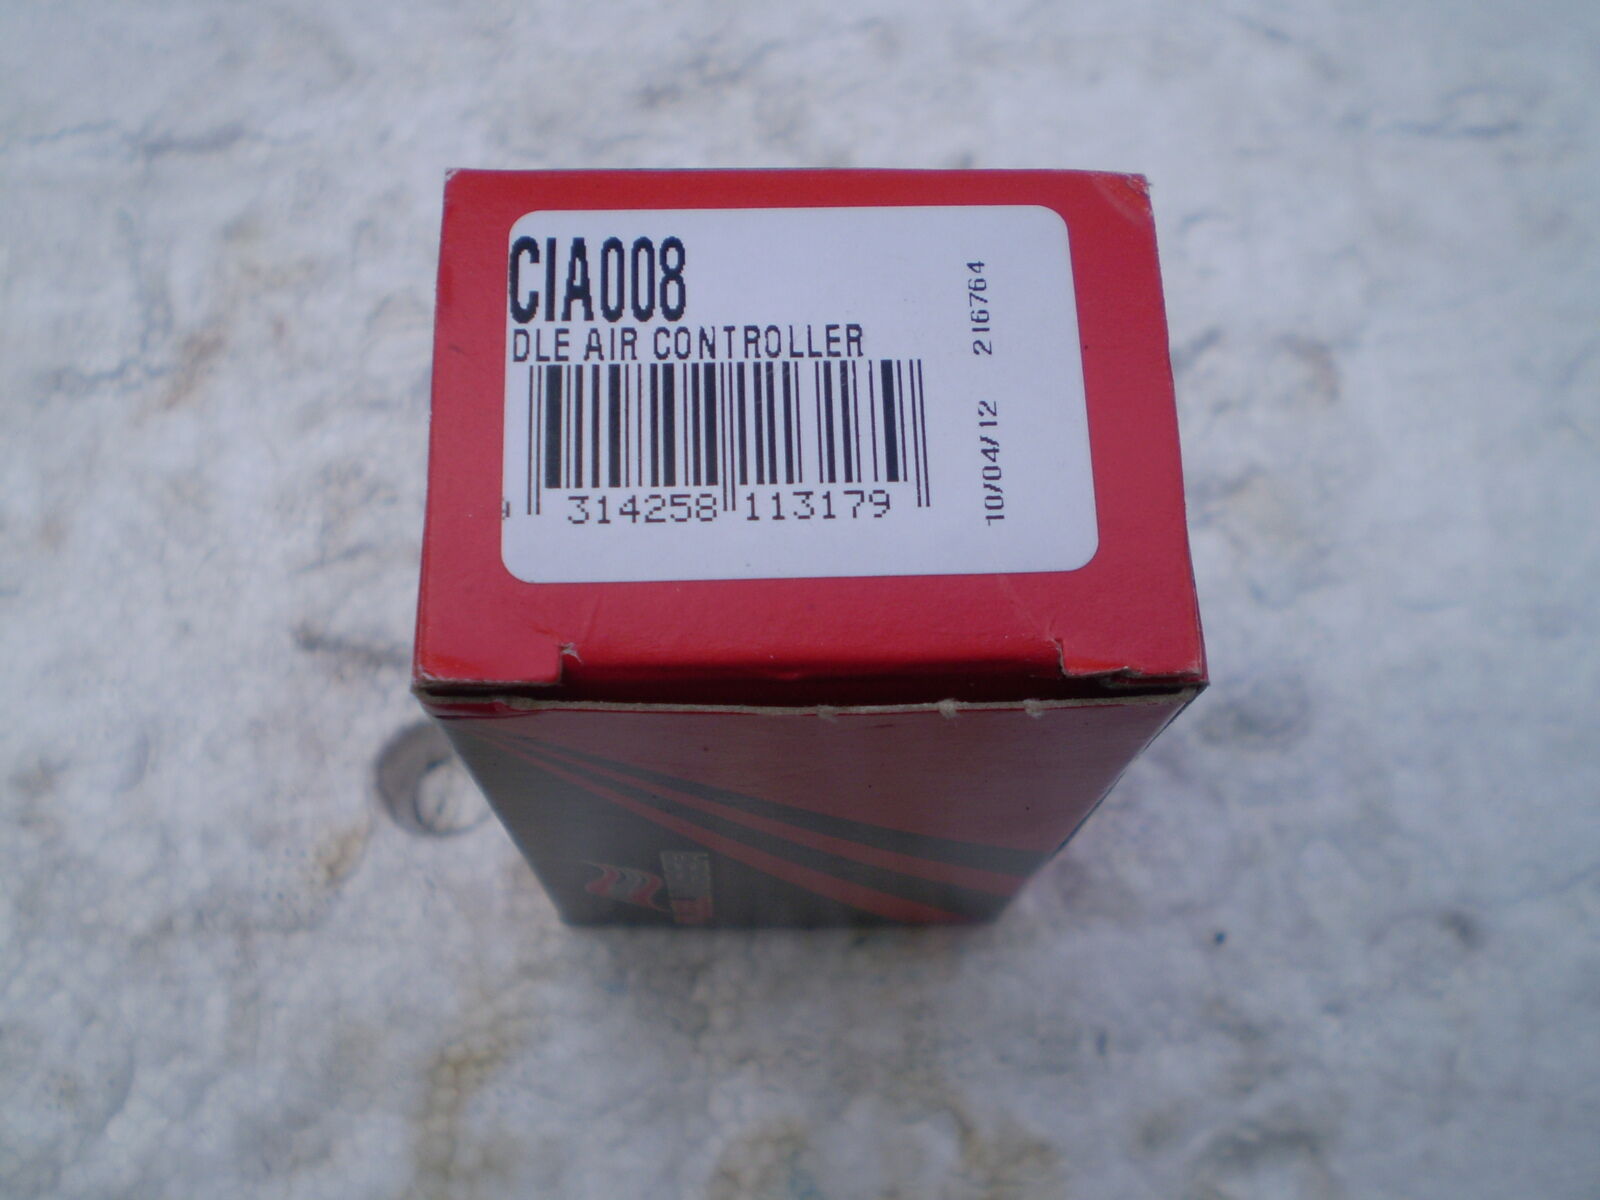 CIA008
DLE AIR CONTROLLER
314258 113179
10/04/12 216764